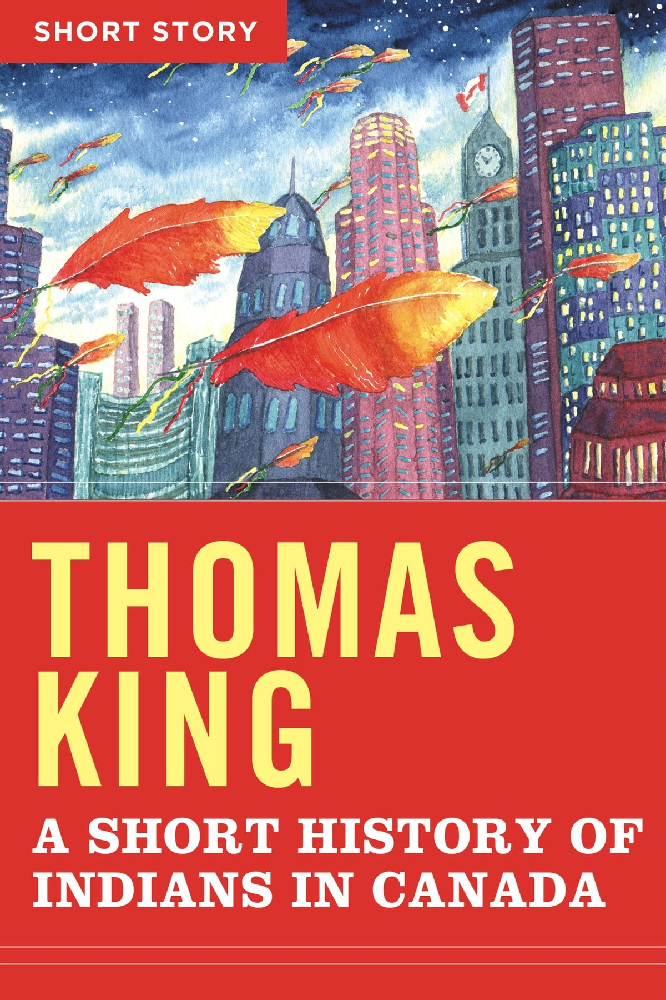 SHORT STORY
THOMAS
KING
A SHORT HISTORY OF
INDIANS IN CANADA